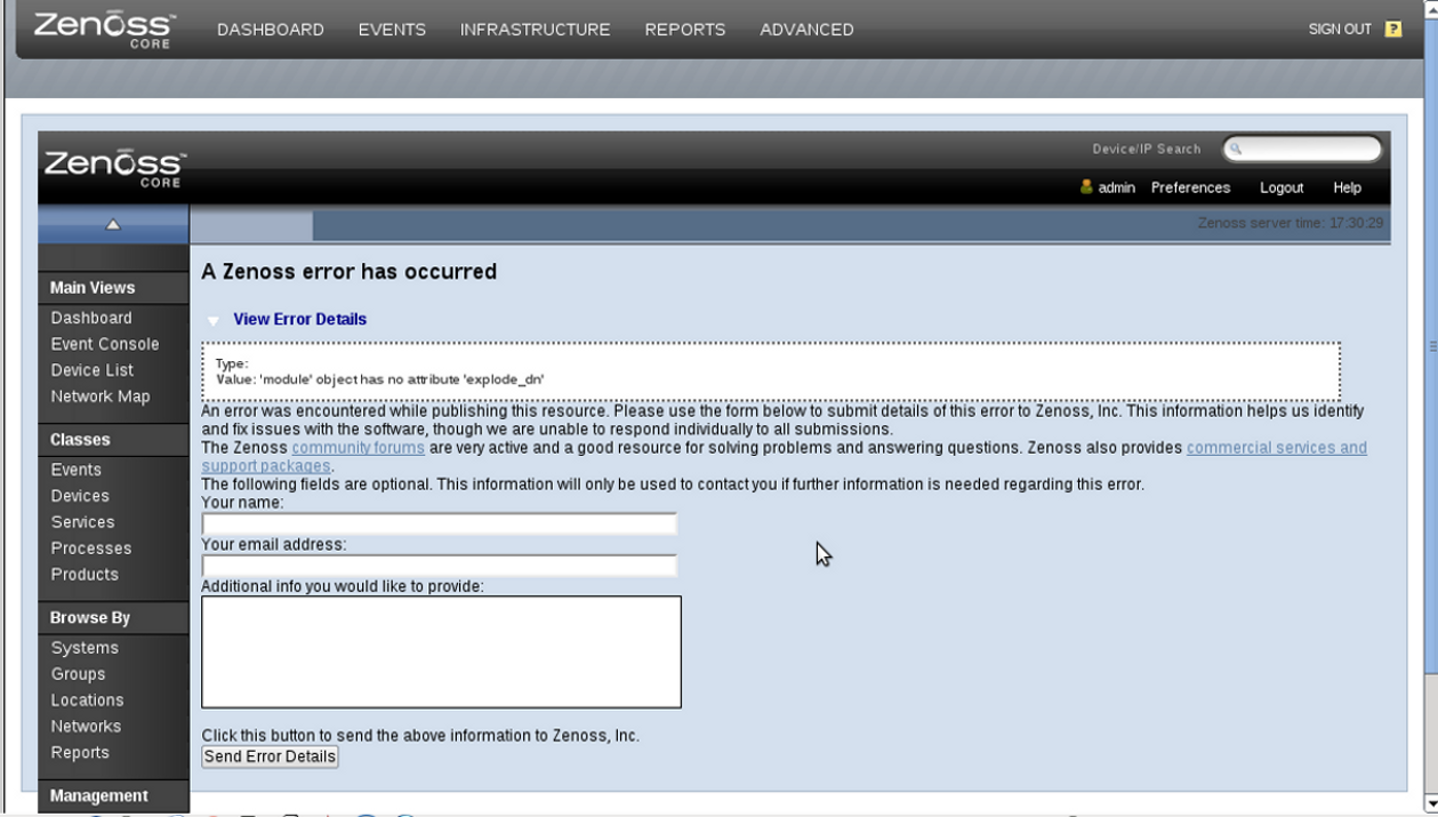 Zenōss™
CORE
DASHBOARD EVENTS INFRASTRUCTURE REPORTS ADVANCED
SIGN OUT ?
Zenōss™
CORE
Device/IP Search
admin Preferences Logout Help
Zenoss server time: 17:30:29
Main Views
Dashboard
Event Console
Device List
Network Map
Classes
Events
Devices
Services
Processes
Products
Browse By
Systems
Groups
Locations
Networks
Reports
Management
A Zenoss error has occurred
View Error Details
Type:
Value: 'module' object has no attribute 'explode_dn'
An error was encountered while publishing this resource. Please use the form below to submit details of this error to Zenoss, Inc. This information helps us identify
and fix issues with the software, though we are unable to respond individually to all submissions.
The Zenoss community forums are very active and a good resource for solving problems and answering questions. Zenoss also provides commercial services and
support packages.
The following fields are optional. This information will only be used to contact you if further information is needed regarding this error.
Your name:
Your email address:
Additional info you would like to provide:
Click this button to send the above information to Zenoss, Inc.
Send Error Details